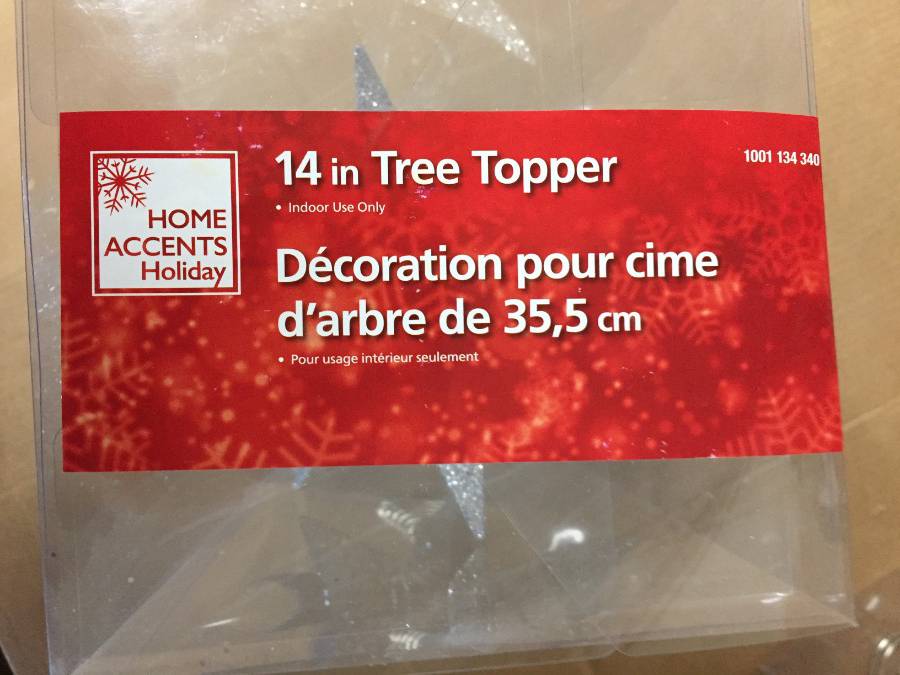 HOME
ACCENTS
Holiday
14 in Tree Topper
• Indoor Use Only
1001 134 340
Décoration pour cime
d'arbre de 35,5 cm
• Pour usage intérieur seulement